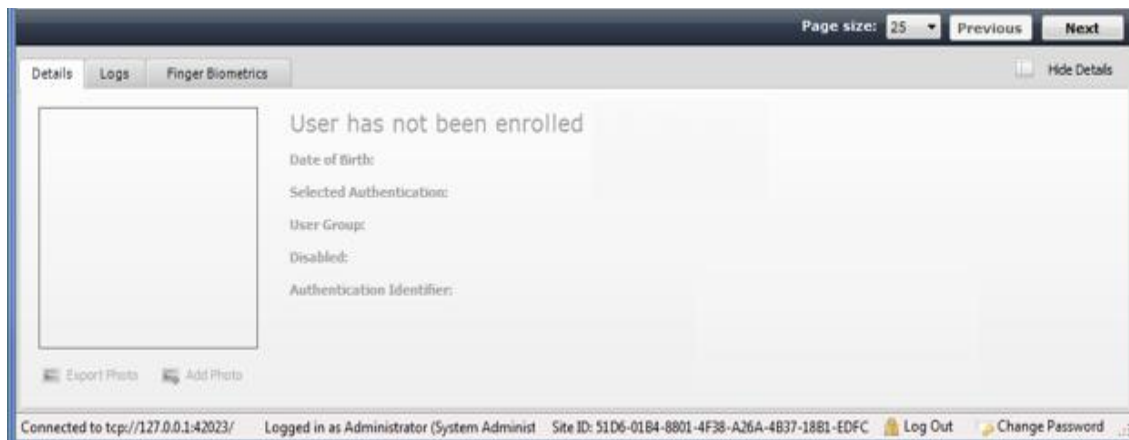 Page size: 25 Previous Next
Details Logs Finger Biometrics Hide Details
User has not been enrolled
Date of Birth:
Selected Authentication:
User Group:
Disabled:
Authentication Identifier:
Export Photo Add Photo
Connected to tcp://127.0.0.1:42023/ Logged in as Administrator (System Administ Site ID: 51D6-01B4-8801-4F38-A26A-4B37-18B1-EDFC Log Out Change Password